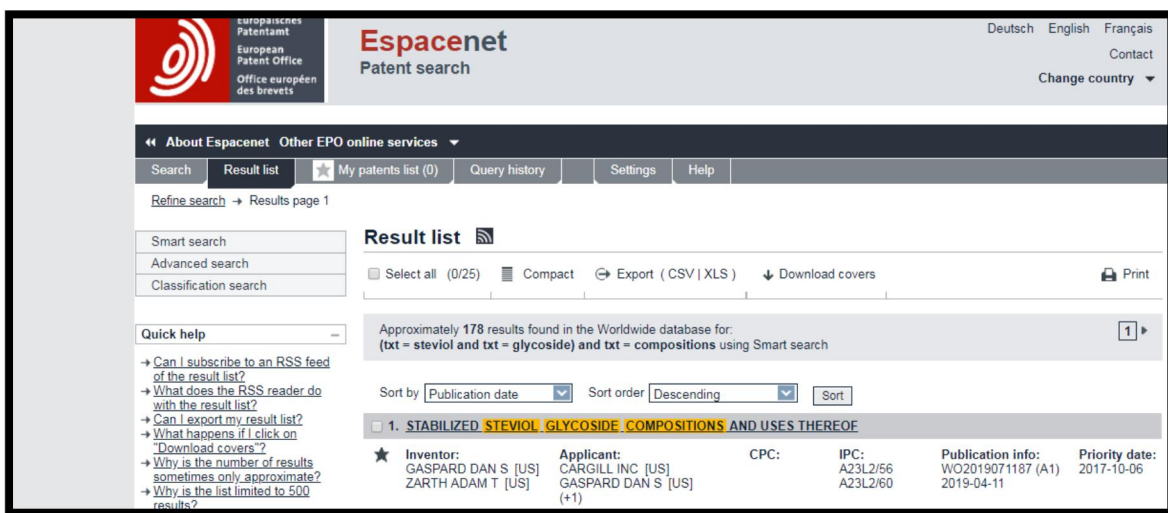 Europäisches
Patentamt
European
Patent Office
Office européen
des brevets
Espacenet
Patent search
Deutsch English Français
Contact
Change country
About Espacenet Other EPO online services
Search Result list My patents list (0) Query history Settings Help
Refine search → Results page 1
Smart search
Advanced search
Classification search
Quick help −
→ Can I subscribe to an RSS feed
of the result list?
→ What does the RSS reader do
with the result list?
→ Can I export my result list?
→ What happens if I click on
"Download covers"?
→ Why is the number of results
sometimes only approximate?
→ Why is the list limited to 500
results?
Result list
Select all (0/25) Compact Export ( CSV | XLS ) Download covers Print
Approximately 178 results found in the Worldwide database for:
(txt = steviol and txt = glycoside) and txt = compositions using Smart search
1
Sort by Publication date Sort order Descending Sort
1. STABILIZED STEVIOL GLYCOSIDE COMPOSITIONS AND USES THEREOF
Inventor:
GASPARD DAN S [US]
ZARTH ADAM T [US]
Applicant:
CARGILL INC [US]
GASPARD DAN S [US]
(+1)
CPC:
IPC:
A23L2/56
A23L2/60
Publication info:
WO2019071187 (A1)
2019-04-11
Priority date:
2017-10-06